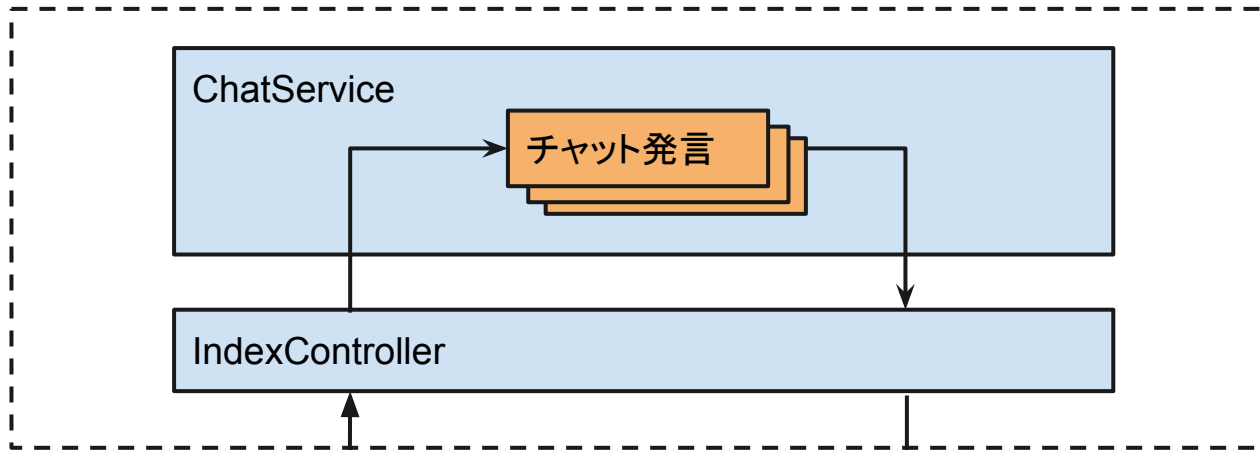 ChatService
チャット発言
IndexController